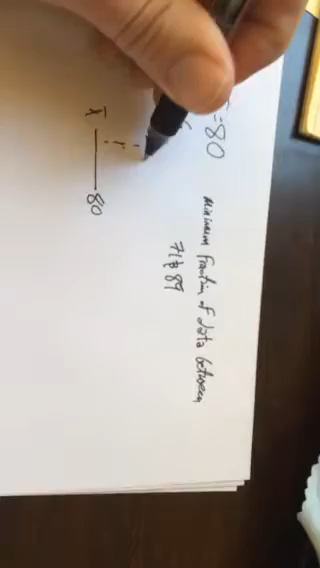 =80
Minimum fraction of data between
71 & 89
x̄ — 80